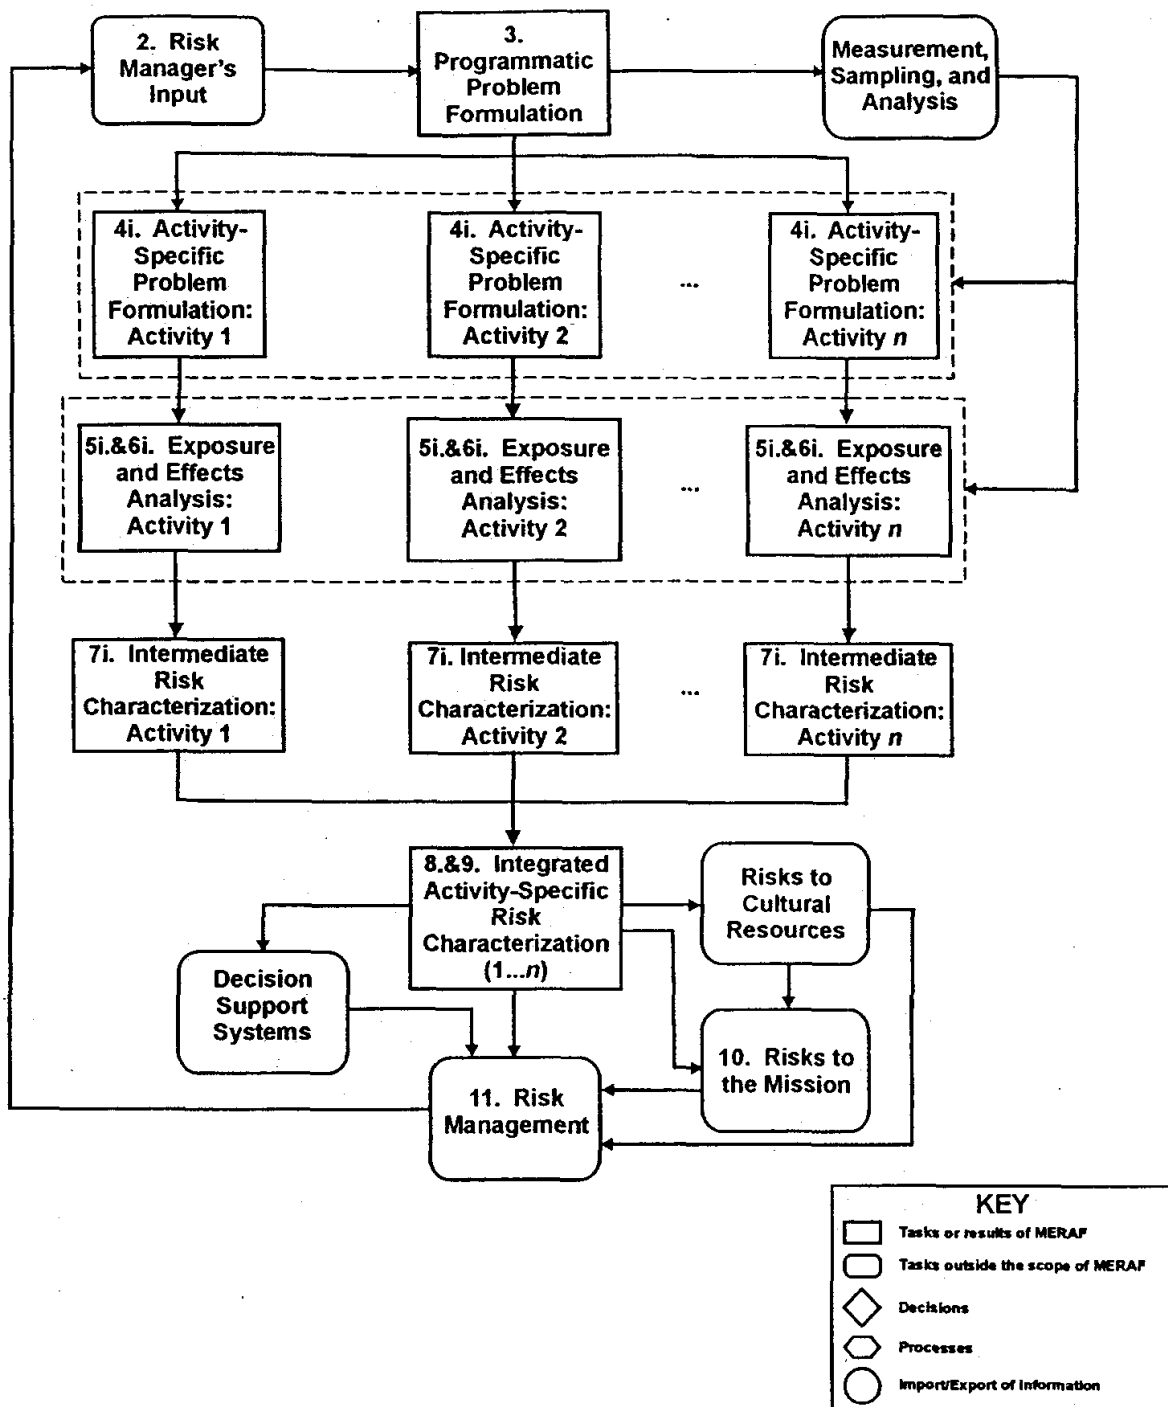 2. Risk
Manager's
Input
3.
Programmatic
Problem
Formulation
Measurement,
Sampling, and
Analysis
4i. Activity-
Specific
Problem
Formulation:
Activity 1
4i. Activity-
Specific
Problem
Formulation:
Activity 2
...
4i. Activity-
Specific
Problem
Formulation:
Activity n
5i.&6i. Exposure
and Effects
Analysis:
Activity 1
5i.&6i. Exposure
and Effects
Analysis:
Activity 2
...
5i.&6i. Exposure
and Effects
Analysis:
Activity n
7i. Intermediate
Risk
Characterization:
Activity 1
7i. Intermediate
Risk
Characterization:
Activity 2
...
7i. Intermediate
Risk
Characterization:
Activity n
8.&9. Integrated
Activity-Specific
Risk
Characterization
(1...n)
Risks to
Cultural
Resources
Decision
Support
Systems
10. Risks to
the Mission
11. Risk
Management
KEY
Tasks or results of MERAF
Tasks outside the scope of MERAF
Decisions
Processes
Import/Export of Information